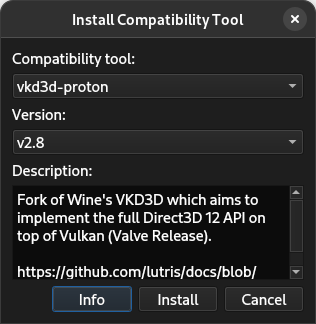 Install Compatibility Tool
Compatibility tool:
vkd3d-proton
Version:
v2.8
Description:
Fork of Wine's VKD3D which aims to
implement the full Direct3D 12 API on
top of Vulkan (Valve Release).
https://github.com/lutris/docs/blob/
Info
Install
Cancel